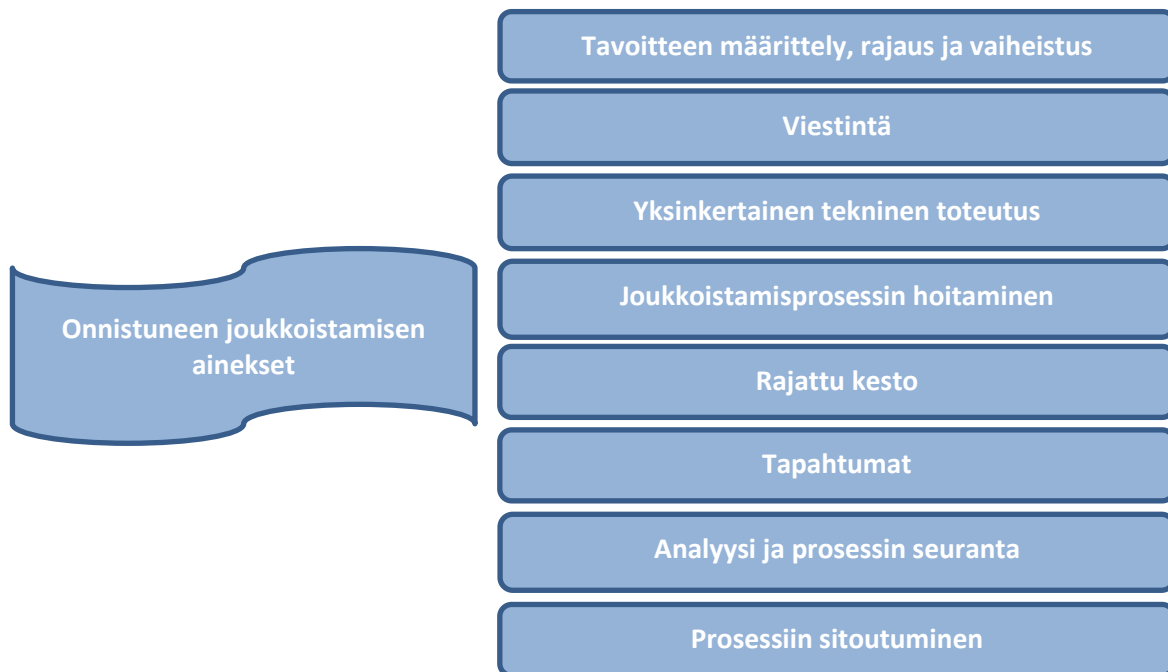 Tavoitteen määrittely, rajaus ja vaiheistus
Viestintä
Yksinkertainen tekninen toteutus
Joukkoistamisprosessin hoitaminen
Onnistuneen joukkoistamisen
ainekset
Rajattu kesto
Tapahtumat
Analyysi ja prosessin seuranta
Prosessiin sitoutuminen